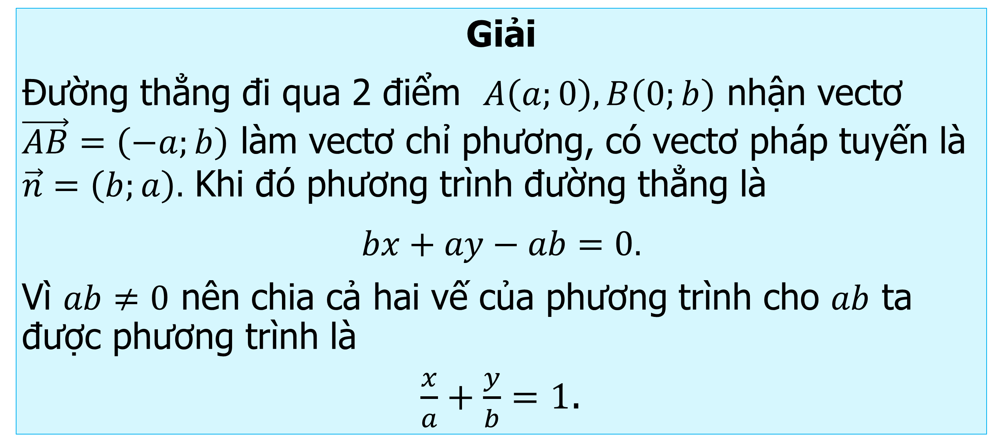 Giải
Đường thẳng đi qua 2 điểm A(a; 0), B(0; b) nhận vectơ
$\overrightarrow{AB}$ = (−a; b) làm vectơ chỉ phương, có vectơ pháp tuyến là
$\vec{n}$ = (b; a). Khi đó phương trình đường thẳng là
bx + ay − ab = 0.
Vì ab ≠ 0 nên chia cả hai vế của phương trình cho ab ta
được phương trình là
$\frac{x}{a} + \frac{y}{b} = 1.$